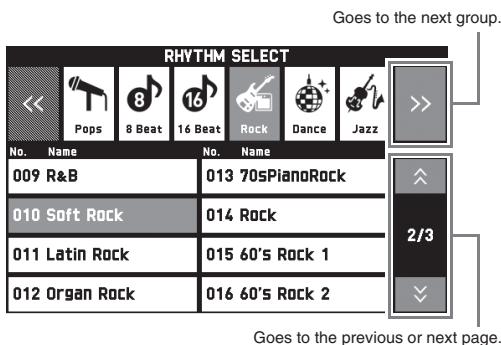 Goes to the next group.
RHYTHM SELECT
<<
8
16
>>
Pops 8 Beat 16 Beat Rock Dance Jazz
No. Name No. Name
009 R&B 013 70sPianoRock
010 Soft Rock 014 Rock
2/3
011 Latin Rock 015 60's Rock 1
012 Organ Rock 016 60's Rock 2
Goes to the previous or next page.